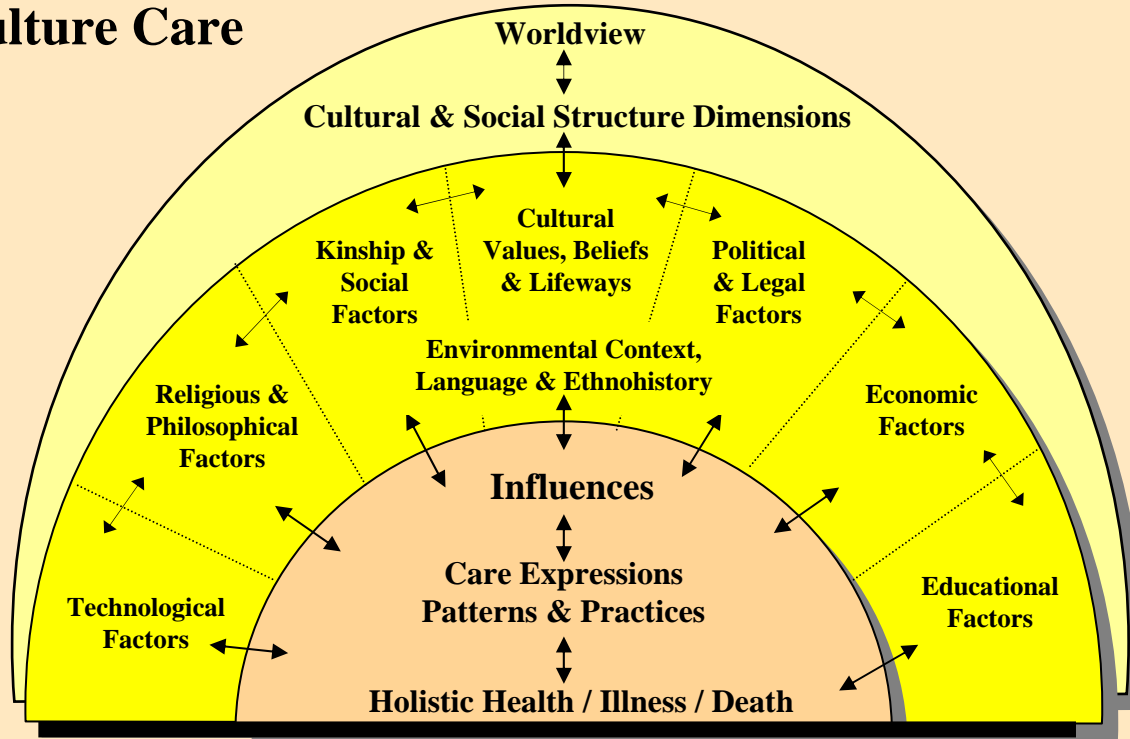 ulture Care
Worldview
Cultural & Social Structure Dimensions
Kinship &
Social
Factors
Cultural
Values, Beliefs
& Lifeways
Political
& Legal
Factors
Environmental Context,
Language & Ethnohistory
Religious &
Philosophical
Factors
Economic
Factors
Technological
Factors
Educational
Factors
Influences
Care Expressions
Patterns & Practices
Holistic Health / Illness / Death